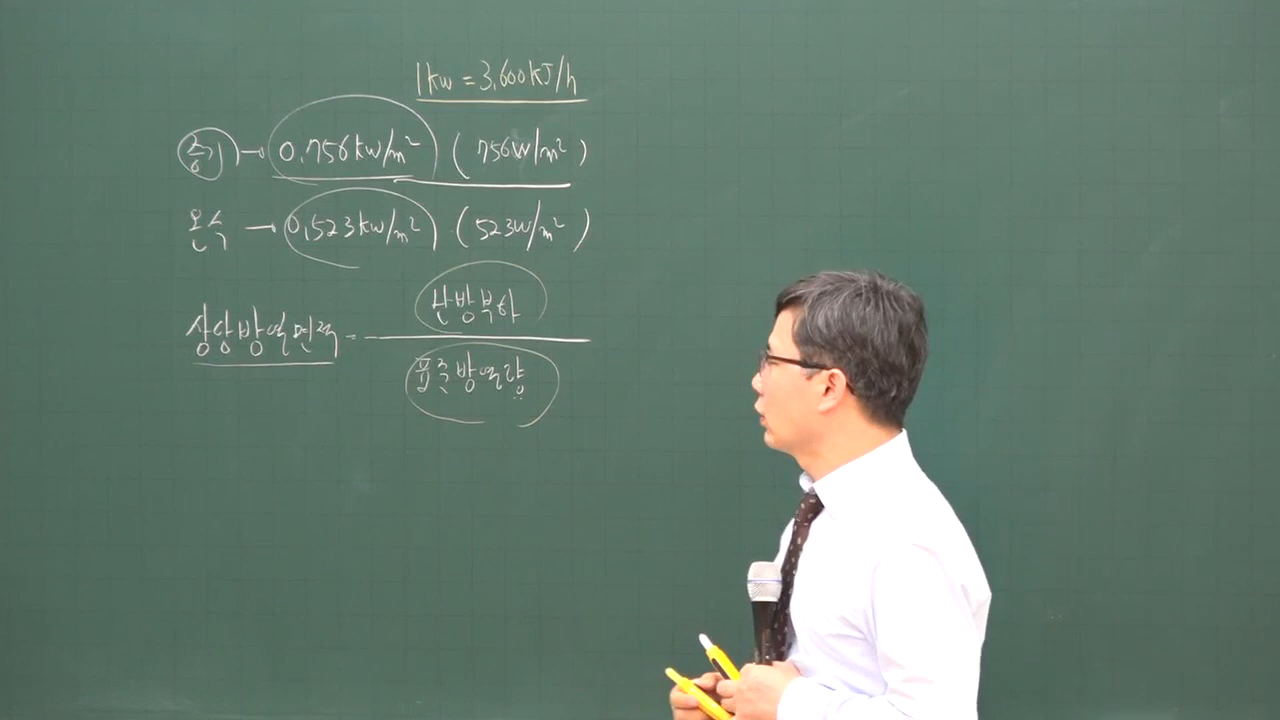 1kw = 3,600kJ/h
증기 → 0.756kw/m² ( 756W/m² )
온수 → 0.523kw/m² ( 523W/m² )
난방부하
상당방열면적 =
표준방열량